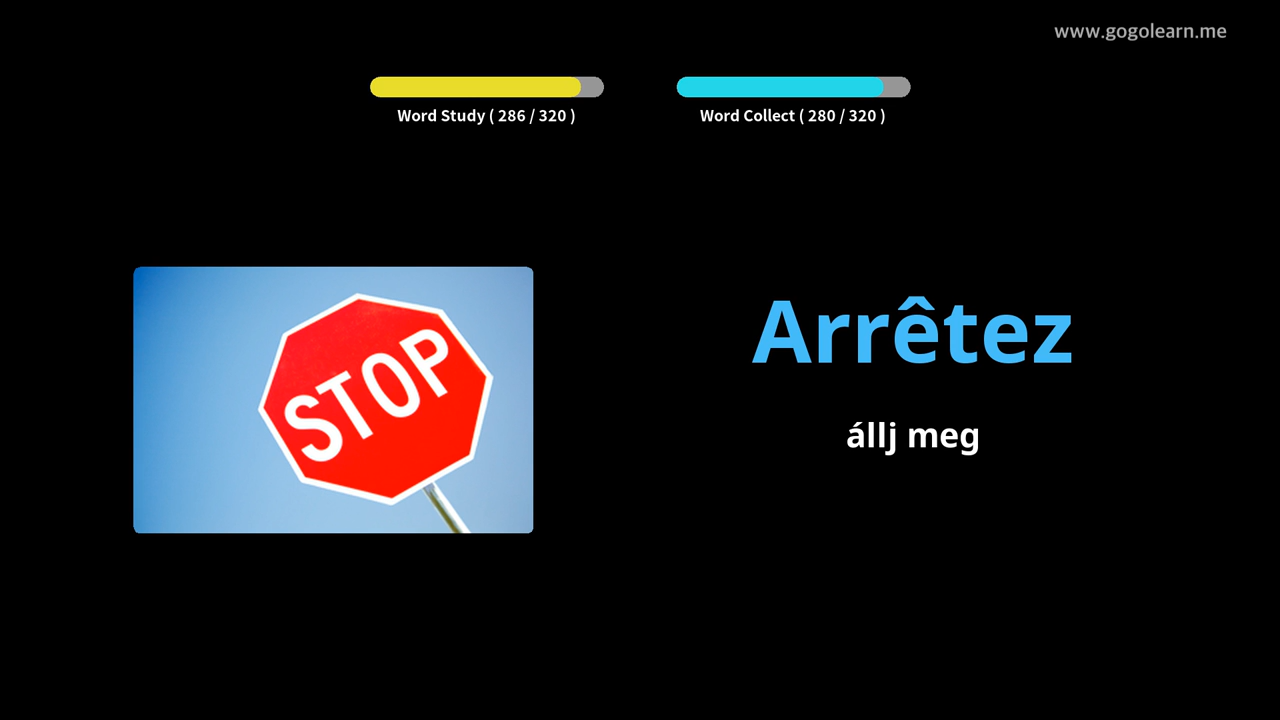 www.gogolearn.me
Word Study ( 286 / 320 )
Word Collect ( 280 / 320 )
STOP
Arrêtez
állj meg